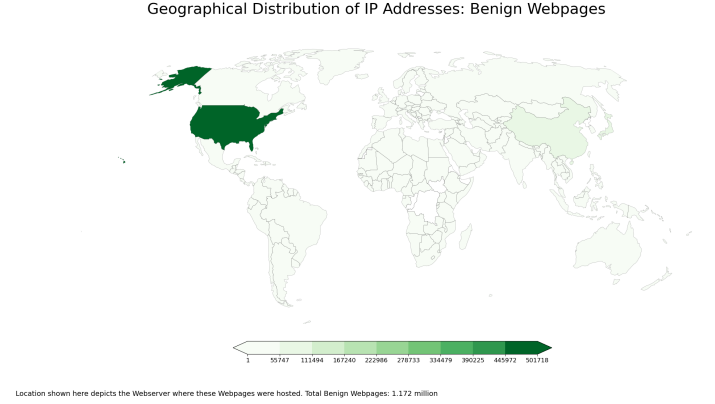 Geographical Distribution of IP Addresses: Benign Webpages
1 55747 111494 167240 222986 278733 334479 390225 445972 501718
Location shown here depicts the Webserver where these Webpages were hosted. Total Benign Webpages: 1.172 million